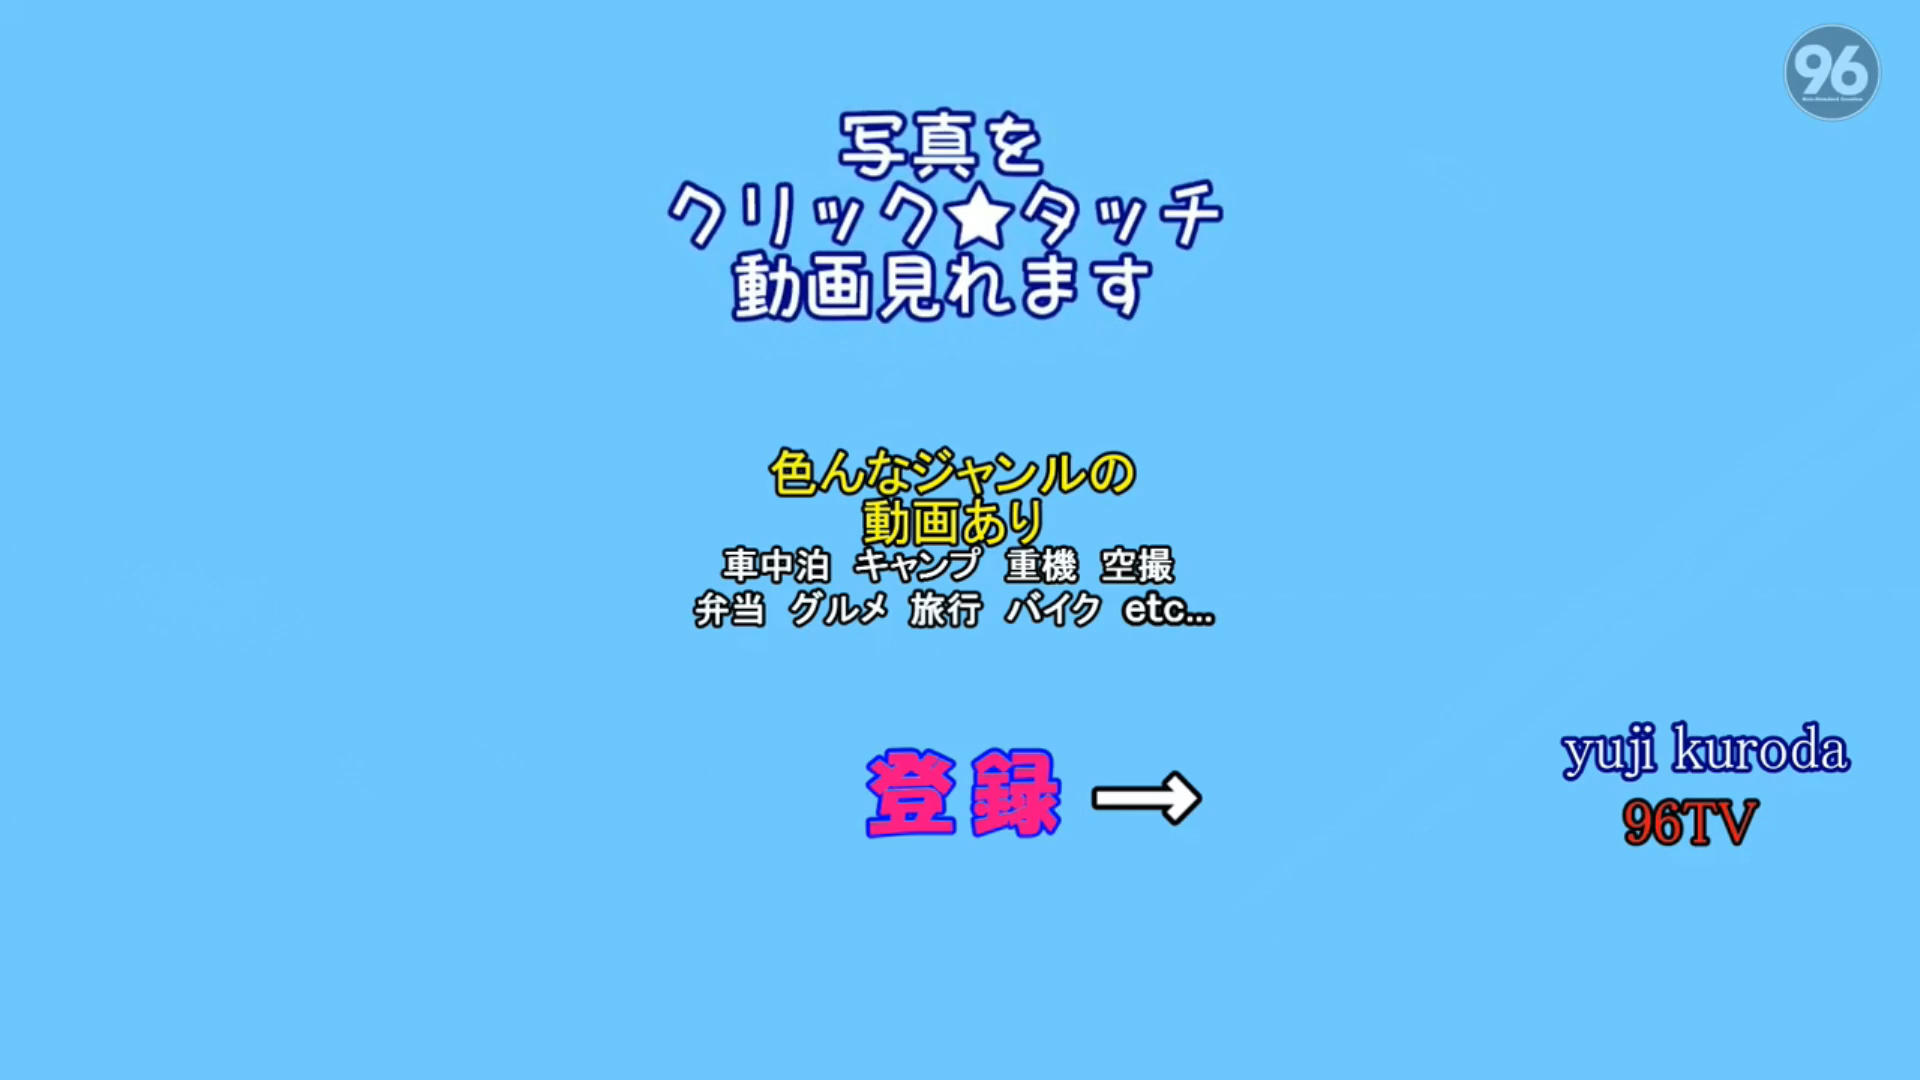 96
写真を
クリック★タッチ
動画見れます
色んなジャンルの
動画あり
車中泊　キャンプ　重機　空撮
弁当　グルメ　旅行　バイク　etc...
登録→
yuji kuroda
96TV